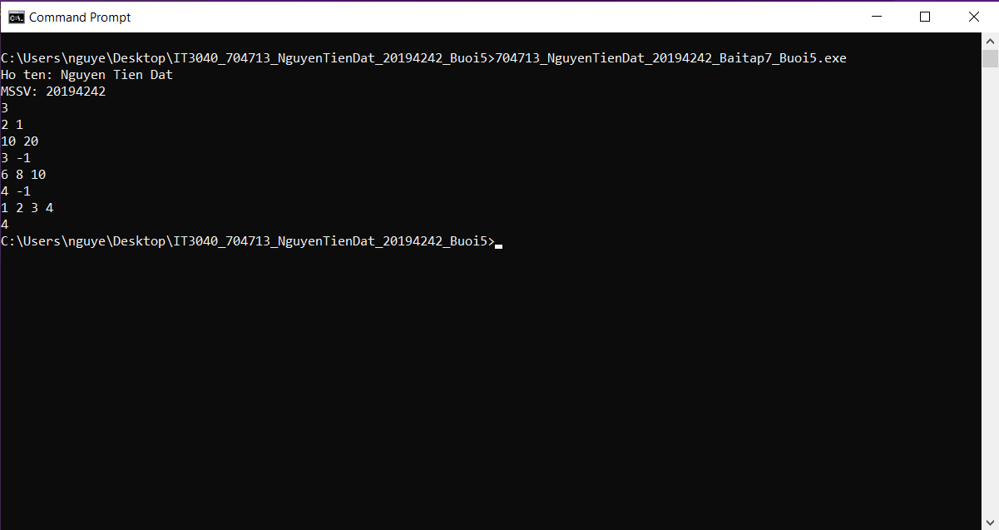 Command Prompt
C:\Users\nguye\Desktop\IT3040_704713_NguyenTienDat_20194242_Buoi5>704713_NguyenTienDat_20194242_Baitap7_Buoi5.exe
Ho ten: Nguyen Tien Dat
MSSV: 20194242
3
2 1
10 20
3 -1
6 8 10
4 -1
1 2 3 4
4
C:\Users\nguye\Desktop\IT3040_704713_NguyenTienDat_20194242_Buoi5>